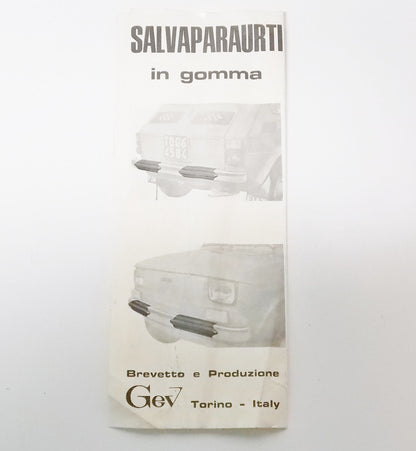 SALVAPARAURTI
in gomma
Brevetto e Produzione
Gev Torino - Italy